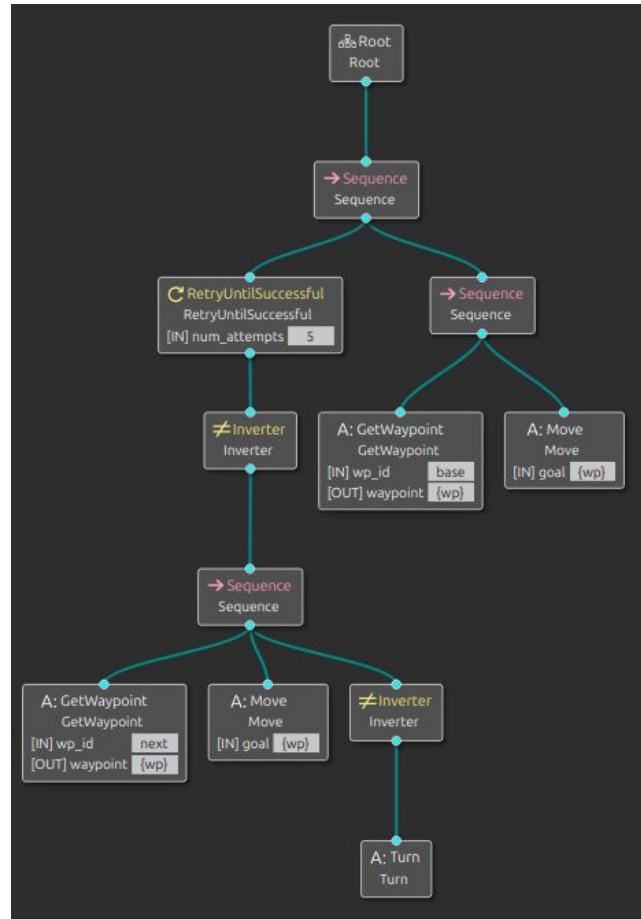 Root
Root
Sequence
Sequence
RetryUntilSuccessful
RetryUntilSuccessful
[IN] num_attempts 5
Sequence
Sequence
Inverter
Inverter
A: GetWaypoint
GetWaypoint
[IN] wp_id base
[OUT] waypoint {wp}
A: Move
Move
[IN] goal {wp}
Sequence
Sequence
A: GetWaypoint
GetWaypoint
[IN] wp_id next
[OUT] waypoint {wp}
A: Move
Move
[IN] goal {wp}
Inverter
Inverter
A: Turn
Turn